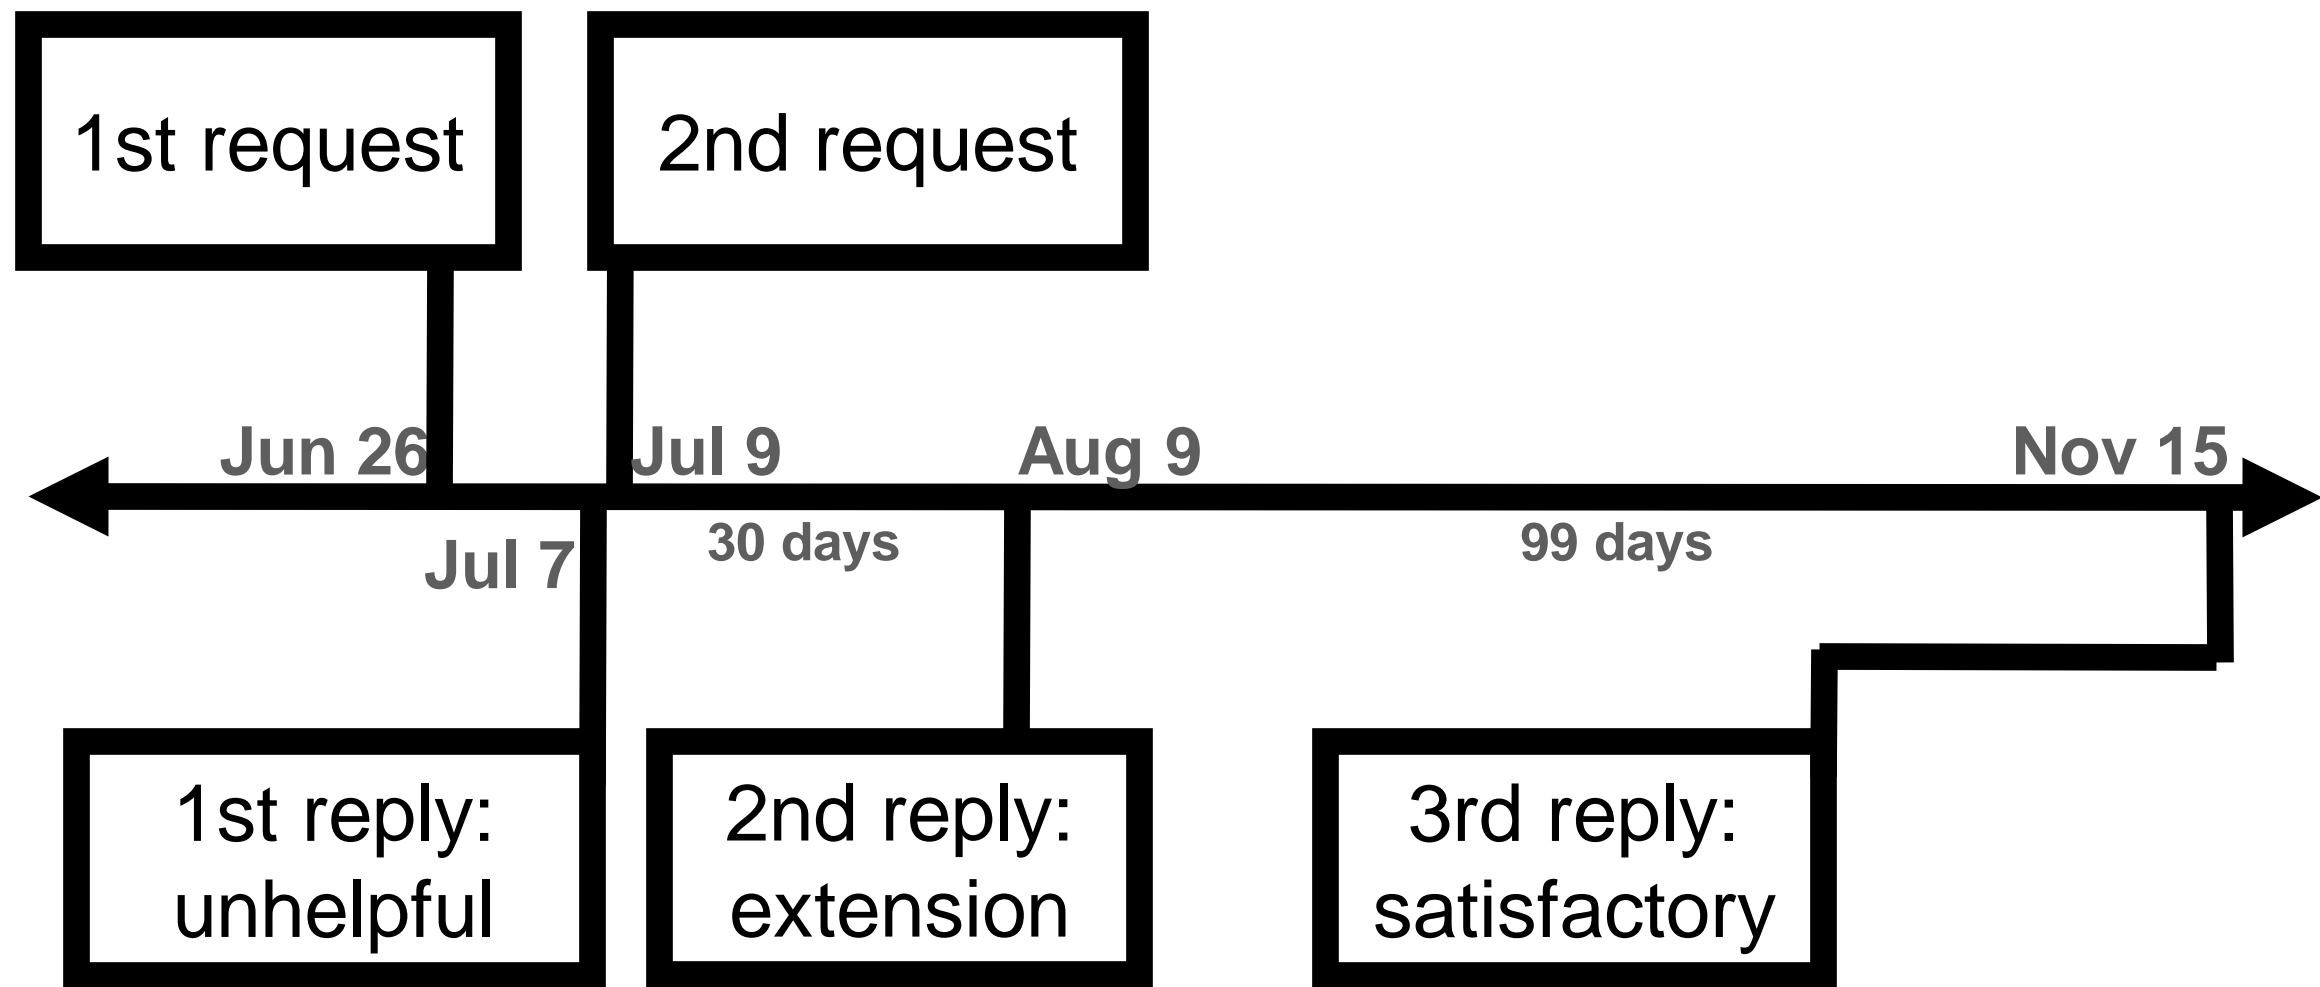 1st request
2nd request
Jun 26
Jul 9
Aug 9
Nov 15
Jul 7
30 days
99 days
1st reply:
unhelpful
2nd reply:
extension
3rd reply:
satisfactory